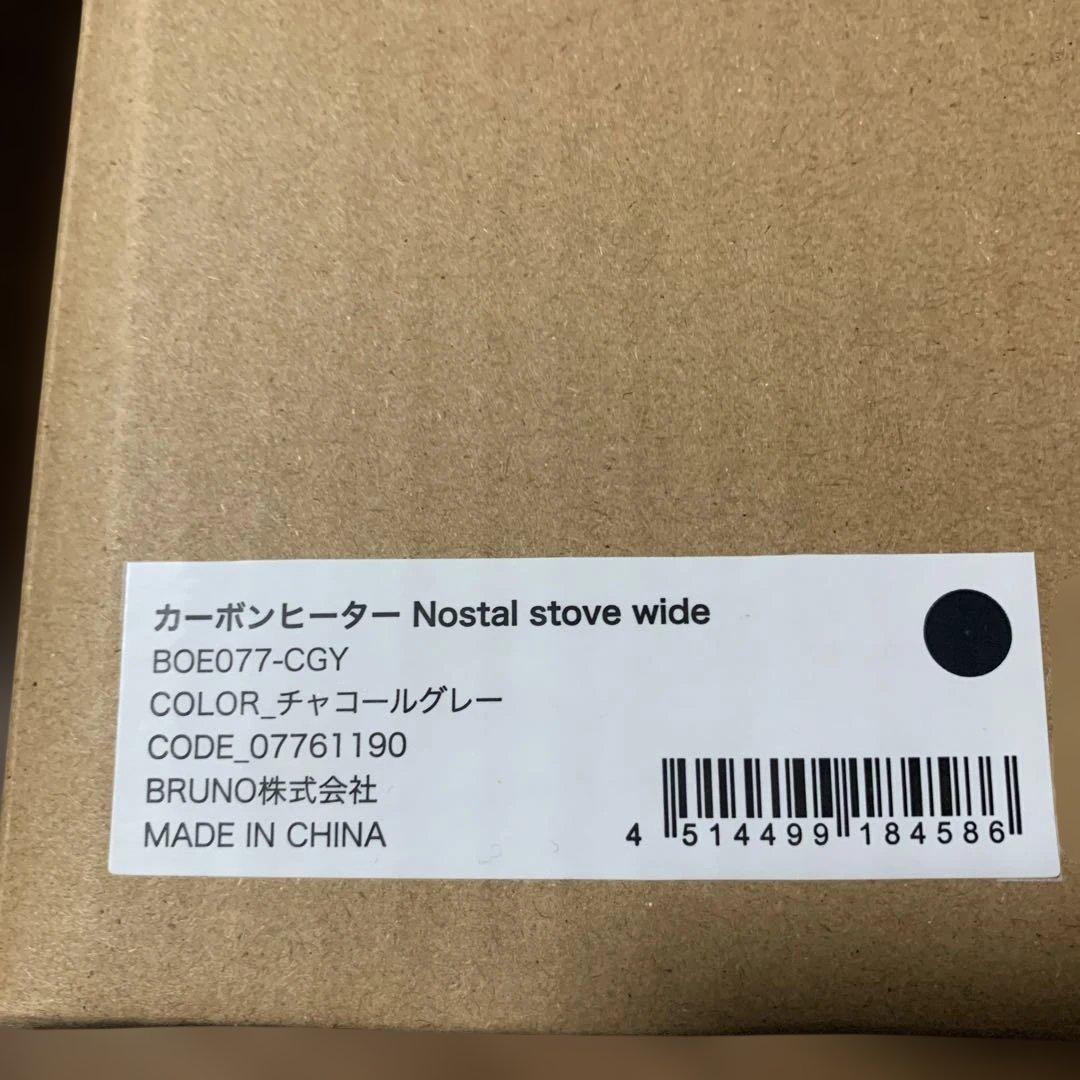 カーボンヒーター Nostal stove wide
BOE077-CGY
COLOR_チャコールグレー
CODE_07761190
BRUNO株式会社
MADE IN CHINA
4 514499 184586